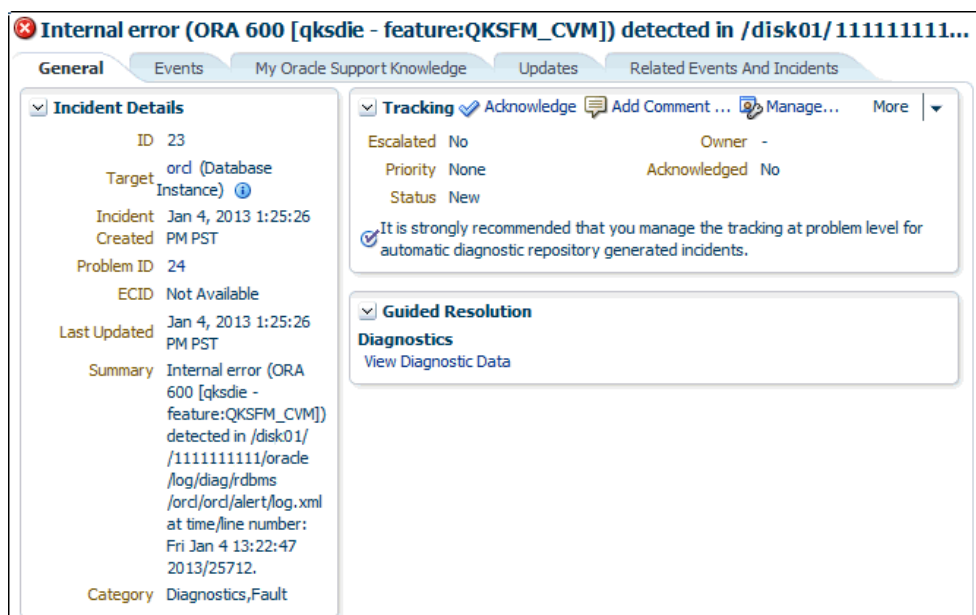 Internal error (ORA 600 [qksdie - feature:QKSFM_CVM]) detected in /disk01/111111111...
General Events My Oracle Support Knowledge Updates Related Events And Incidents
Incident Details
ID 23
Target orcl (Database
Instance)
Incident Created Jan 4, 2013 1:25:26
PM PST
Problem ID 24
ECID Not Available
Last Updated Jan 4, 2013 1:25:26
PM PST
Summary Internal error (ORA
600 [qksdie -
feature:QKSFM_CVM])
detected in /disk01/
/1111111111/oracle
/log/diag/rdbms
/orcl/orcl/alert/log.xml
at time/line number:
Fri Jan 4 13:22:47
2013/25712.
Category Diagnostics,Fault
Tracking Acknowledge Add Comment ... Manage... More
Escalated No Owner -
Priority None Acknowledged No
Status New
It is strongly recommended that you manage the tracking at problem level for
automatic diagnostic repository generated incidents.
Guided Resolution
Diagnostics
View Diagnostic Data